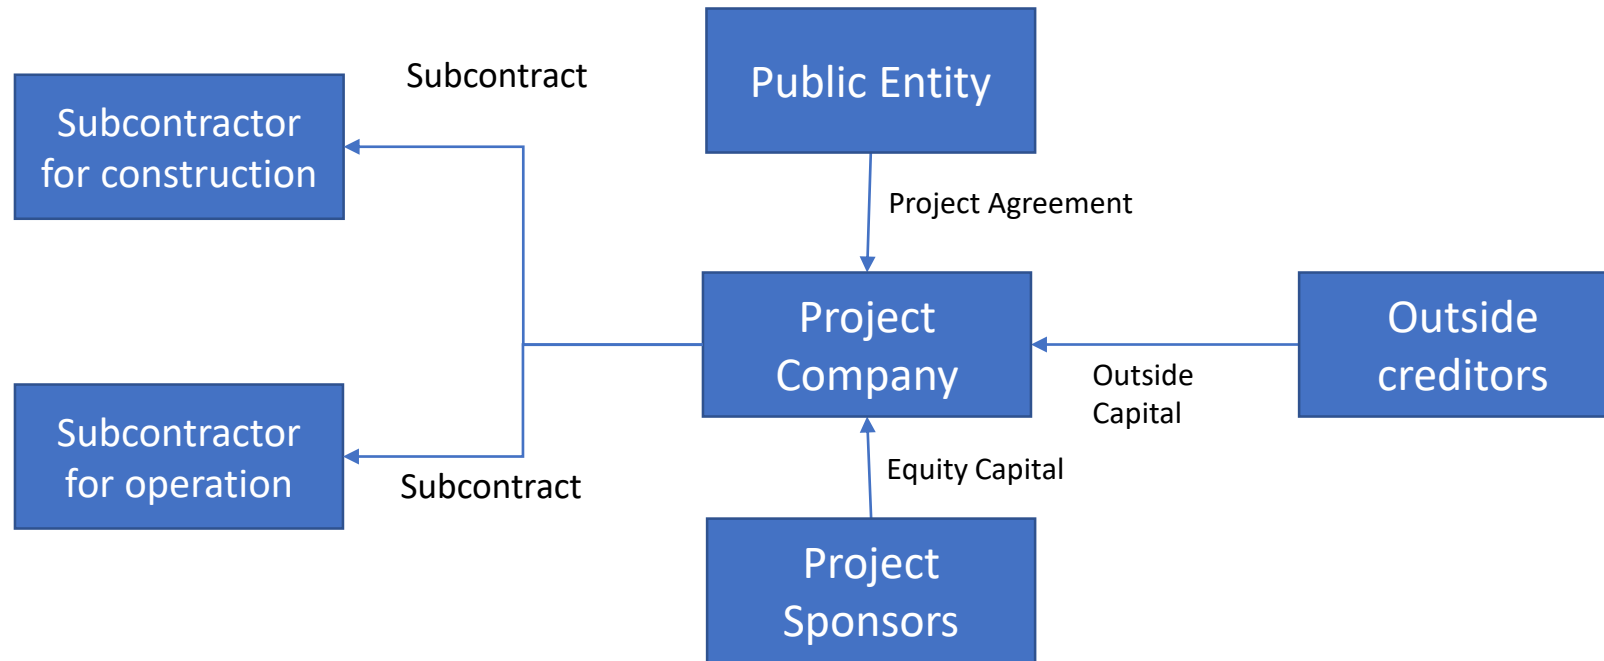 Subcontract
Public Entity
Subcontractor
for construction
Project Agreement
Project
Company
Outside
creditors
Outside
Capital
Subcontractor
for operation
Subcontract
Equity Capital
Project
Sponsors